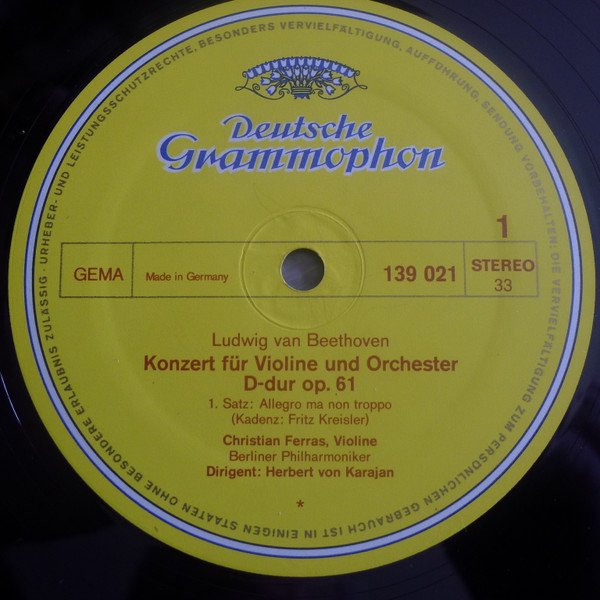 Deutsche
Grammophon
1
GEMA
Made in Germany
139 021
STEREO
33
Ludwig van Beethoven
Konzert für Violine und Orchester
D-dur op. 61
1. Satz: Allegro ma non troppo
(Kadenz: Fritz Kreisler)
Christian Ferras, Violine
Berliner Philharmoniker
Dirigent: Herbert von Karajan
*
URHEBER- UND LEISTUNGSSCHUTZRECHTE, BESONDERS VERVIELFÄLTIGUNG, AUFFÜHRUNG, SENDUNG VORBEHALTEN: DIE VERVIELFÄLTIGUNG ZUM PERSÖNLICHEN GEBRAUCH IST IN EINIGEN STAATEN OHNE BESONDERE ERLAUBNIS ZULÄSSIG ·